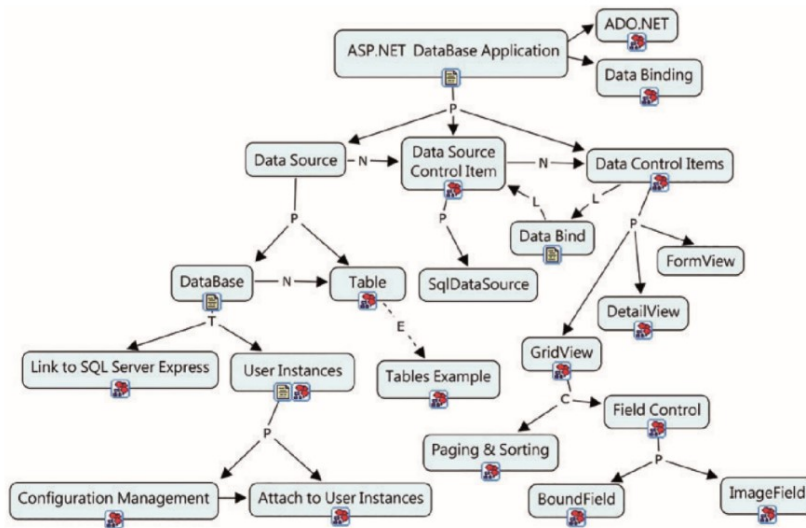 ADO.NET
ASP.NET DataBase Application
Data Binding
P
Data Source
N
Data Source
Control Item
N
Data Control Items
P
P
L
L
P
Data Bind
FormView
DataBase
N
Table
SqlDataSource
DetailView
T
E
GridView
Link to SQL Server Express
User Instances
Tables Example
C
Field Control
P
Paging & Sorting
P
Configuration Management
Attach to User Instances
BoundField
ImageField